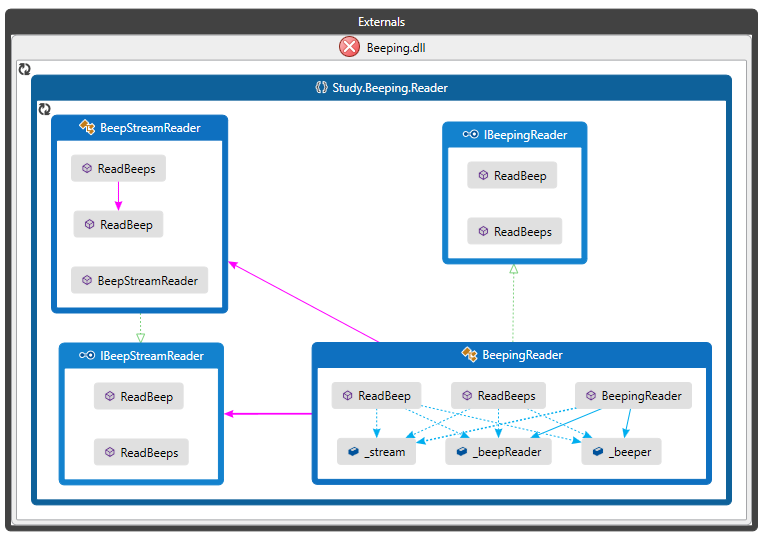 Externals
Beeping.dll
Study.Beeping.Reader
BeepStreamReader
ReadBeeps
ReadBeep
BeepStreamReader
IBeepingReader
ReadBeep
ReadBeeps
IBeepStreamReader
ReadBeep
ReadBeeps
BeepingReader
ReadBeep
ReadBeeps
BeepingReader
_stream
_beepReader
_beeper